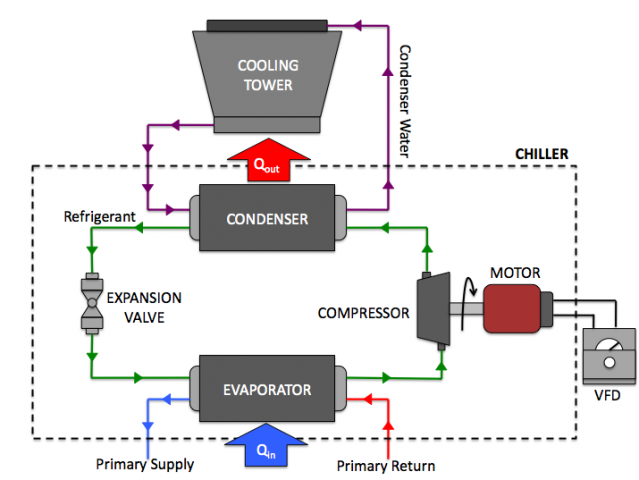 COOLING
TOWER
Condenser Water
Qout
CHILLER
CONDENSER
Refrigerant
MOTOR
EXPANSION
VALVE
COMPRESSOR
EVAPORATOR
VFD
Qin
Primary Supply
Primary Return